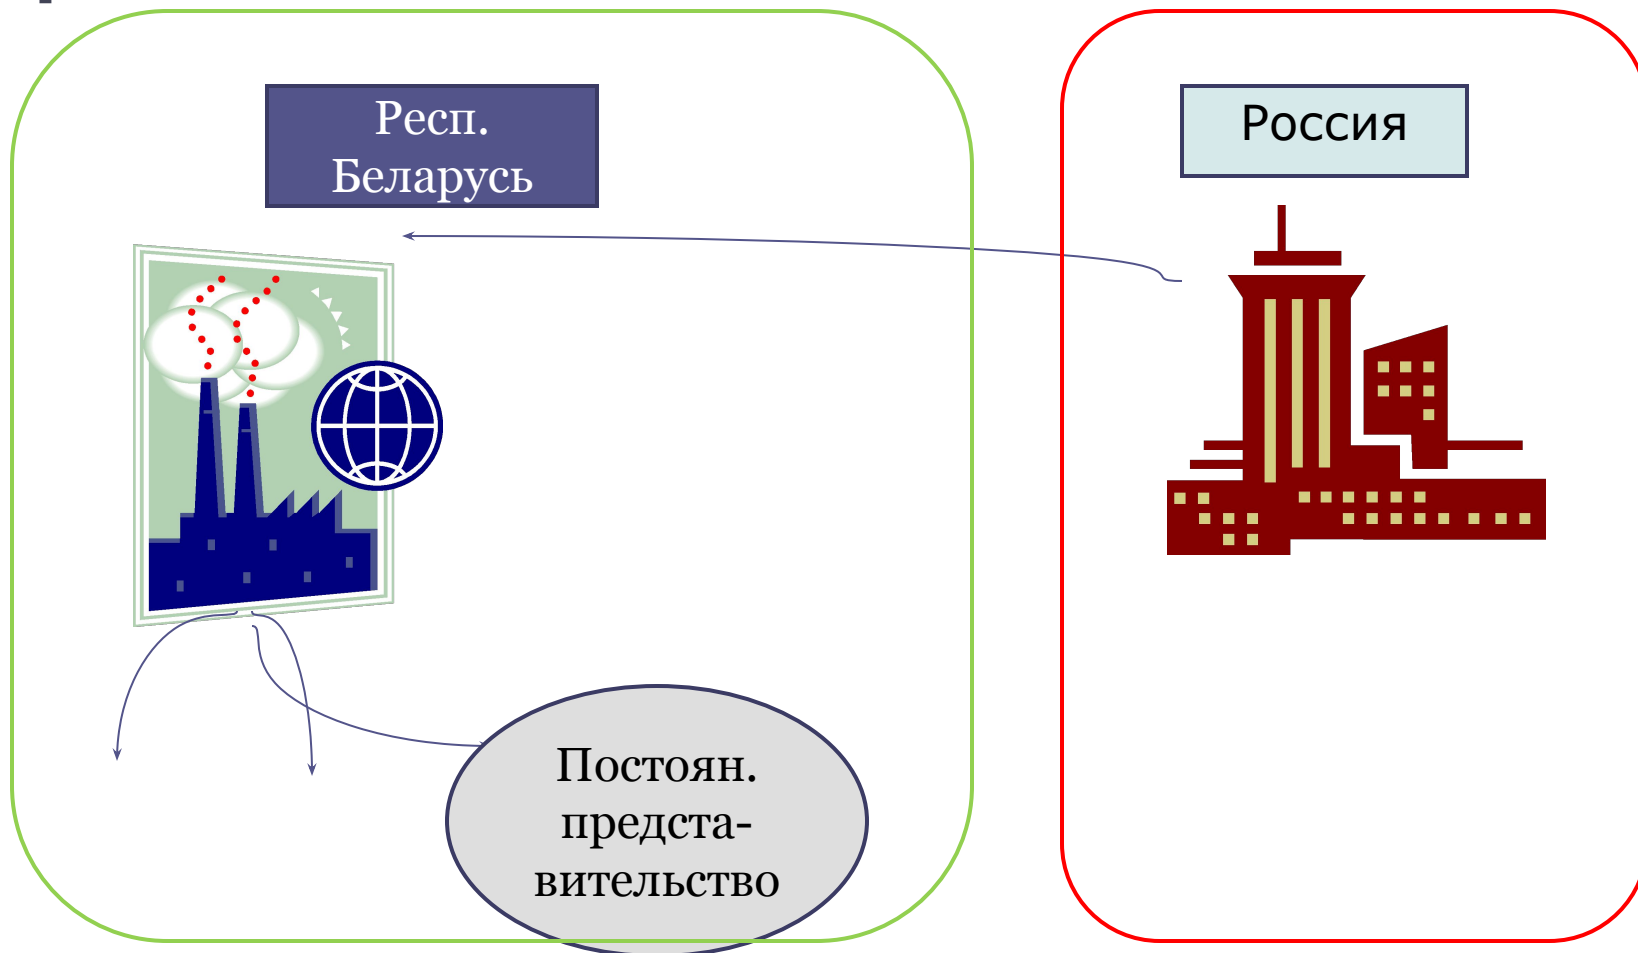 Респ.
Беларусь
Россия
Постоян.
предста-
вительство